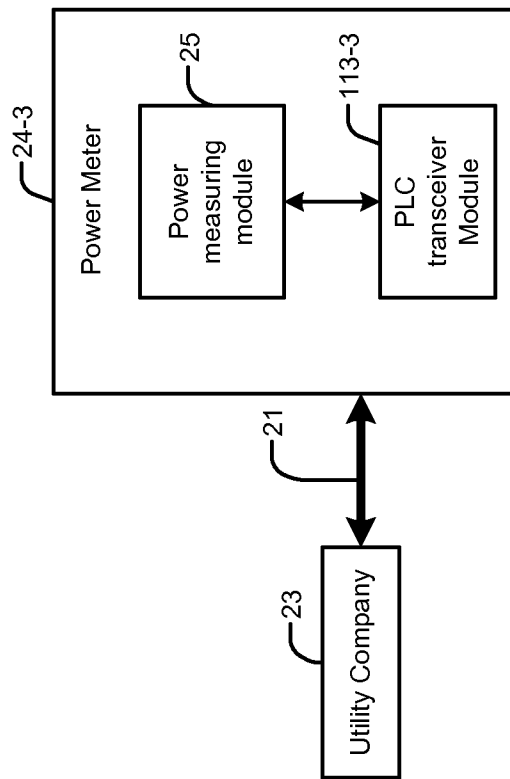 24-3
Power Meter
25
Power
measuring
module
113-3
PLC
transceiver
Module
21
23
Utility Company